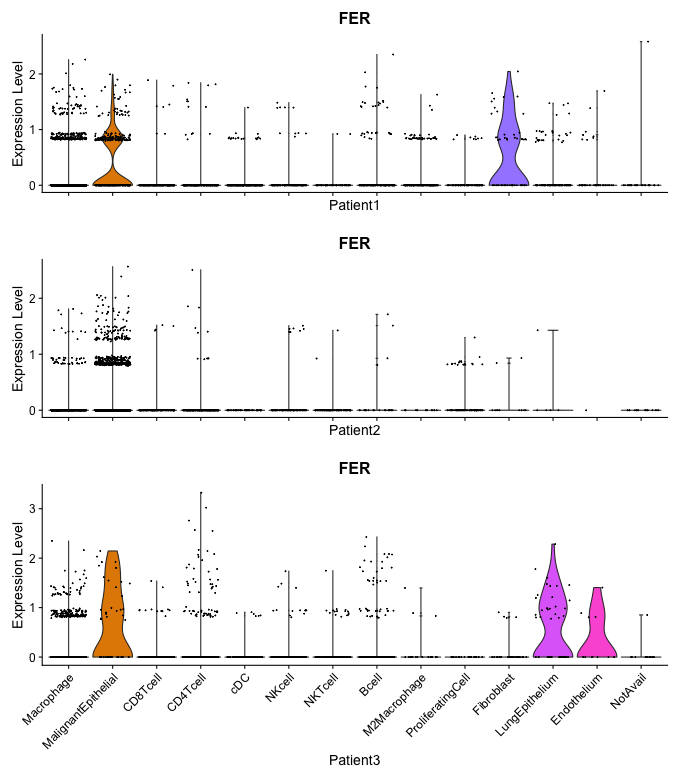 FER
Expression Level
2
1
0
Patient1
FER
Expression Level
2
1
0
Patient2
FER
Expression Level
3
2
1
0
Macrophage
MalignantEpithelial
CD8Tcell
CD4Tcell
cDC
NKcell
NKTcell
Bcell
M2Macrophage
ProliferatingCell
Fibroblast
LungEpithelium
Endothelium
NotAvail
Patient3